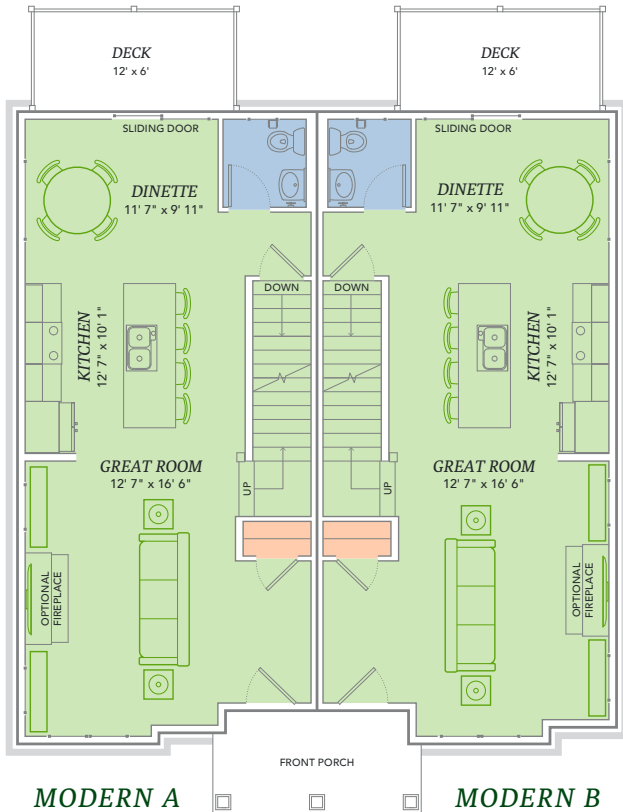 DECK
12' x 6'
DECK
12' x 6'
SLIDING DOOR
SLIDING DOOR
DINETTE
11' 7" x 9' 11"
DINETTE
11' 7" x 9' 11"
DOWN
DOWN
KITCHEN
12' 7" x 10' 1"
KITCHEN
12' 7" x 10' 1"
GREAT ROOM
12' 7" x 16' 6"
GREAT ROOM
12' 7" x 16' 6"
UP
UP
OPTIONAL
FIREPLACE
OPTIONAL
FIREPLACE
FRONT PORCH
MODERN A
MODERN B